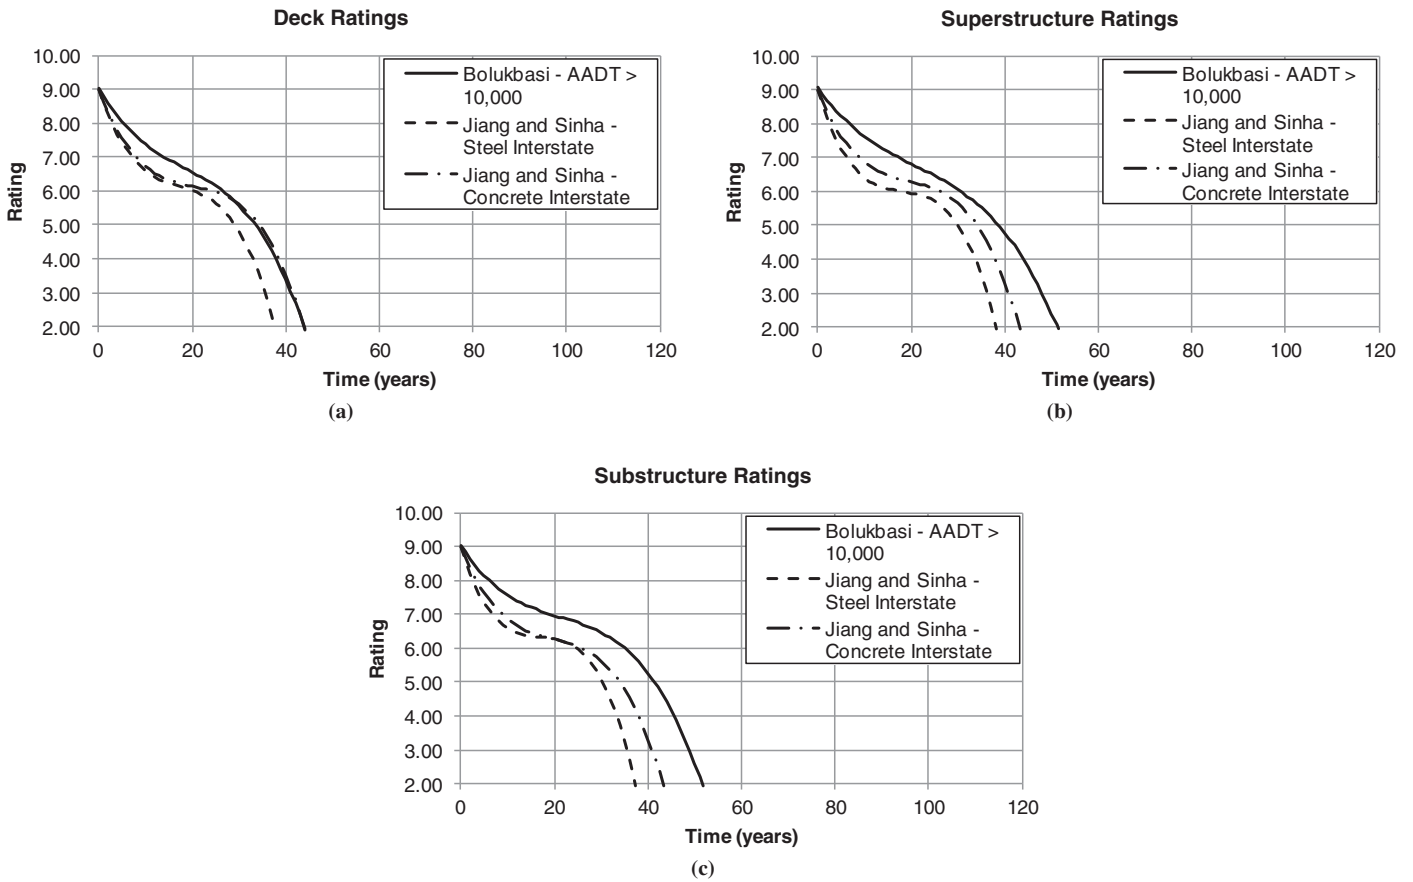 Deck Ratings
10.00
9.00
8.00
7.00
6.00
5.00
4.00
3.00
2.00
Rating
0 20 40 60 80 100 120
Time (years)
Bolukbasi - AADT >
10,000
Jiang and Sinha -
Steel Interstate
Jiang and Sinha -
Concrete Interstate
(a)
Superstructure Ratings
10.00
9.00
8.00
7.00
6.00
5.00
4.00
3.00
2.00
Rating
0 20 40 60 80 100 120
Time (years)
Bolukbasi - AADT >
10,000
Jiang and Sinha -
Steel Interstate
Jiang and Sinha -
Concrete Interstate
(b)
Substructure Ratings
10.00
9.00
8.00
7.00
6.00
5.00
4.00
3.00
2.00
Rating
0 20 40 60 80 100 120
Time (years)
Bolukbasi - AADT >
10,000
Jiang and Sinha -
Steel Interstate
Jiang and Sinha -
Concrete Interstate
(c)